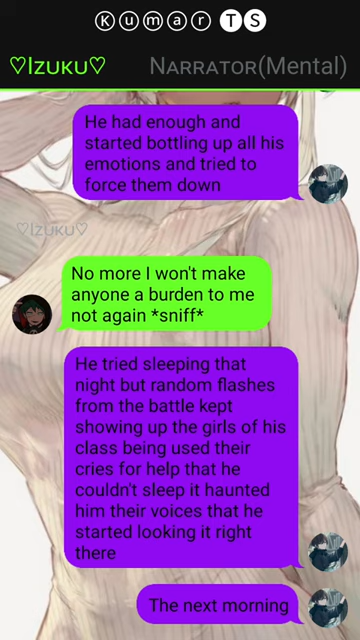 Kumar TS
♡Izuku♡ Narrator(Mental)
He had enough and
started bottling up all his
emotions and tried to
force them down
♡Izuku♡
No more I won't make
anyone a burden to me
not again *sniff*
He tried sleeping that
night but random flashes
from the battle kept
showing up the girls of his
class being used their
cries for help that he
couldn't sleep it haunted
him their voices that he
started looking it right
there
The next morning